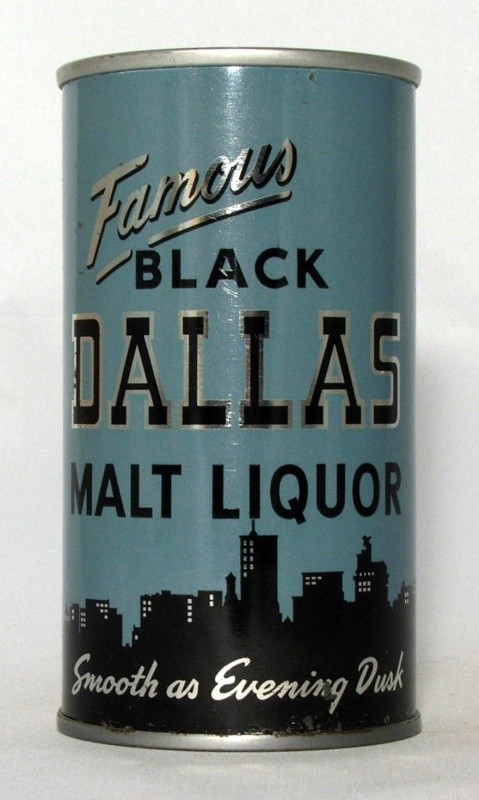 Famous
BLACK
DALLAS
MALT LIQUOR
Smooth as Evening Dusk